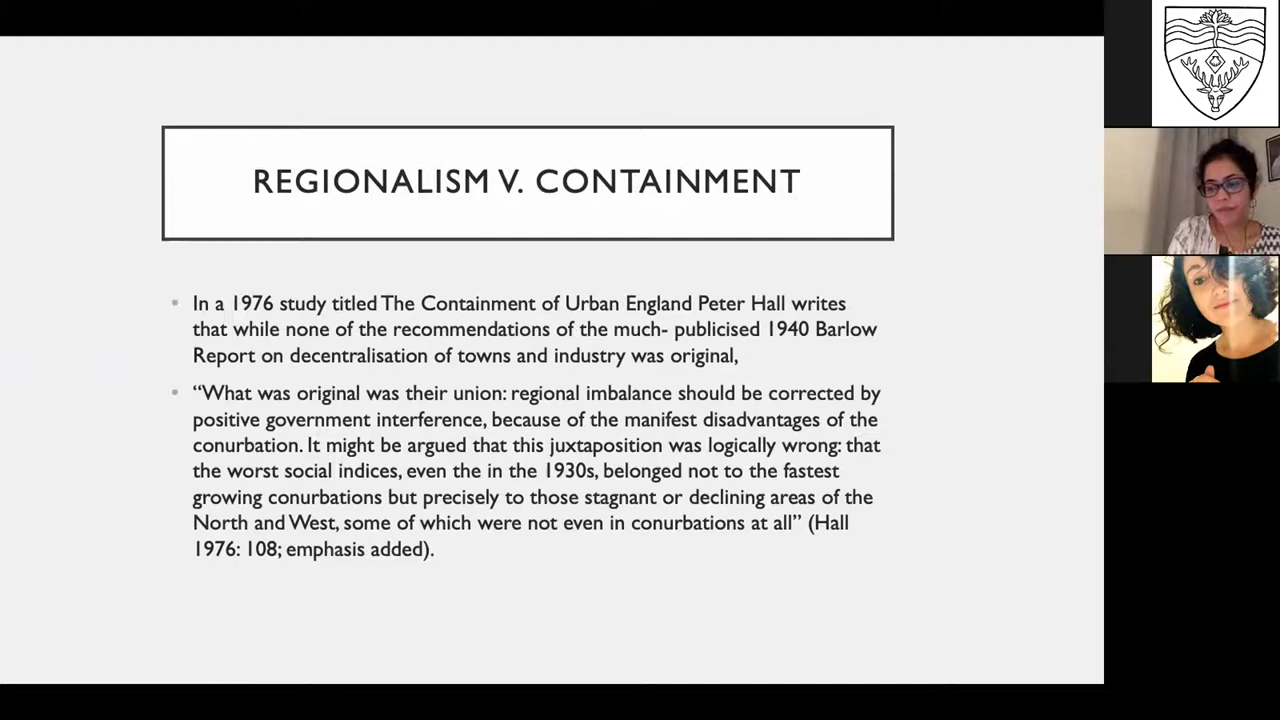 REGIONALISM V. CONTAINMENT
In a 1976 study titled The Containment of Urban England Peter Hall writes
that while none of the recommendations of the much- publicised 1940 Barlow
Report on decentralisation of towns and industry was original,
“What was original was their union: regional imbalance should be corrected by
positive government interference, because of the manifest disadvantages of the
conurbation. It might be argued that this juxtaposition was logically wrong: that
the worst social indices, even the in the 1930s, belonged not to the fastest
growing conurbations but precisely to those stagnant or declining areas of the
North and West, some of which were not even in conurbations at all” (Hall
1976: 108; emphasis added).